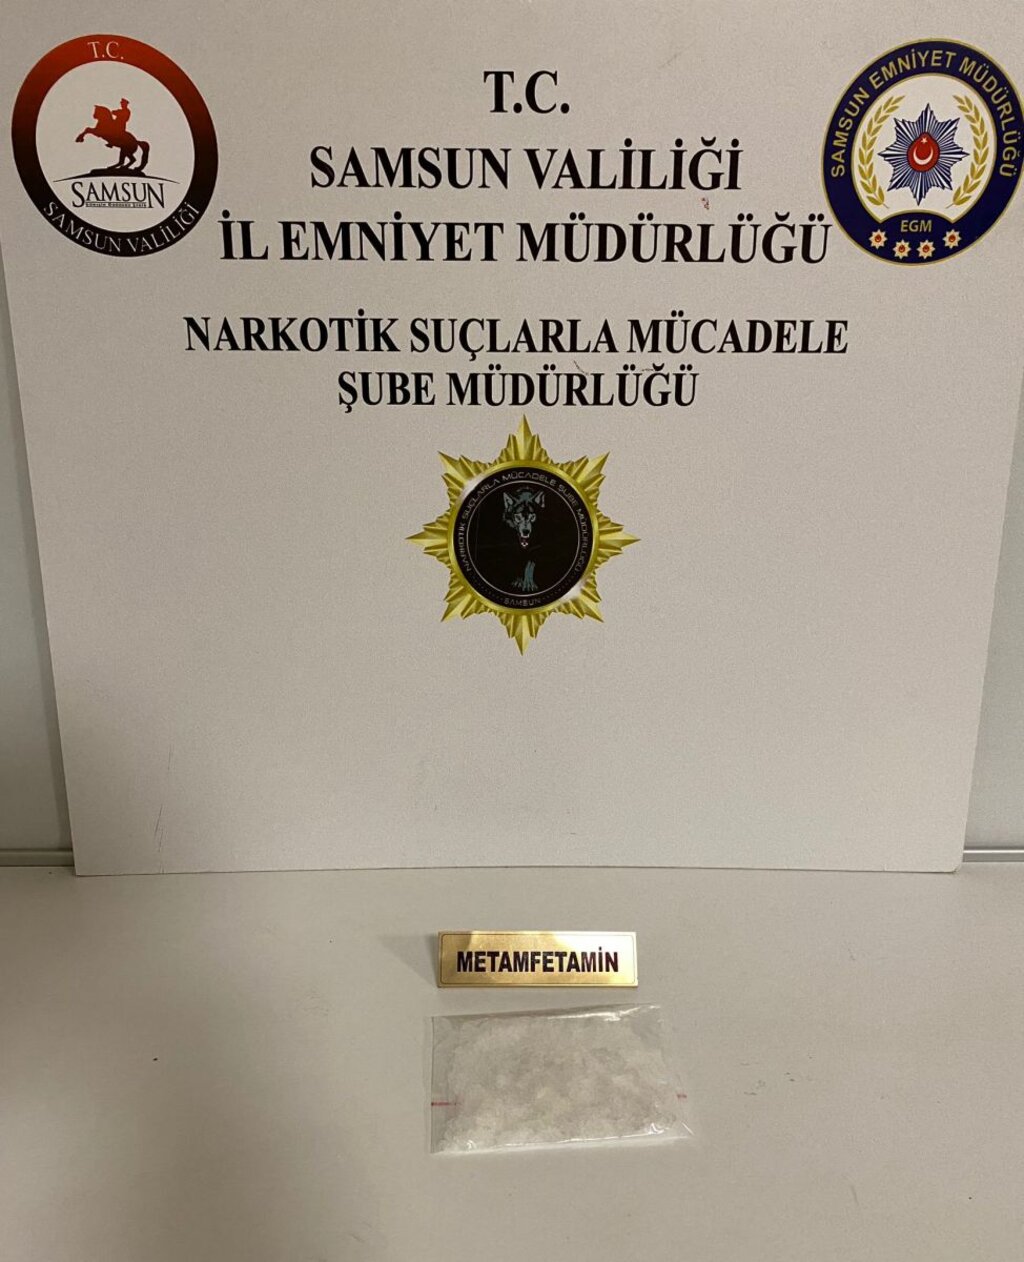 T.C.
SAMSUN
SAMSUN VALİLİĞİ
T.C.
SAMSUN VALİLİĞİ
İL EMNİYET MÜDÜRLÜĞÜ
SAMSUN EMNİYET MÜDÜRLÜĞÜ
EGM
NARKOTİK SUÇLARLA MÜCADELE
ŞUBE MÜDÜRLÜĞÜ
NARKOTİK SUÇLARLA MÜCADELE ŞUBE MÜDÜRLÜĞÜ
SAMSUN
METAMFETAMİN